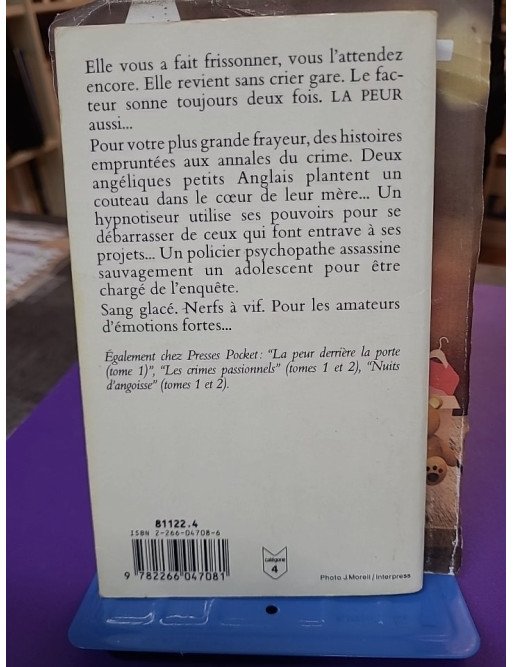 Elle vous a fait frissonner, vous l'attendez
encore. Elle revient sans crier gare. Le fac-
teur sonne toujours deux fois. LA PEUR
aussi...
Pour votre plus grande frayeur, des histoires
empruntées aux annales du crime. Deux
angéliques petits Anglais plantent un
couteau dans le cœur de leur mère... Un
hypnotiseur utilise ses pouvoirs pour se
débarrasser de ceux qui font entrave à ses
projets... Un policier psychopathe assassine
sauvagement un adolescent pour être
chargé de l'enquête.
Sang glacé. Nerfs à vif. Pour les amateurs
d'émotions fortes...
Également chez Presses Pocket : "La peur derrière la porte
(tome 1)", "Les crimes passionnels" (tomes 1 et 2), "Nuits
d'angoisse" (tomes 1 et 2).
81122.4
ISBN 2-266-04708-6
9 782266 047081
catégorie
4
Photo J.Morell / Interpress